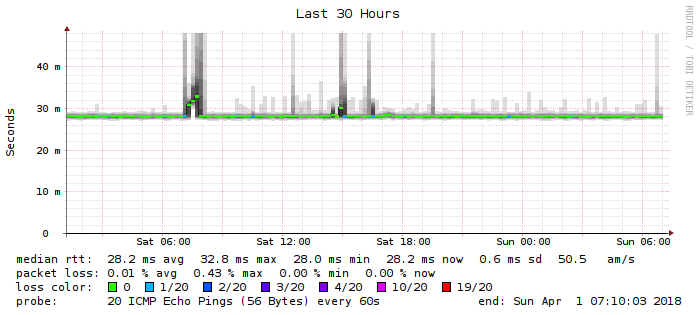 Last 30 Hours
RRDTOOL / TOBI OETIKER
Seconds
40 m
30 m
20 m
10 m
0
Sat 06:00 Sat 12:00 Sat 18:00 Sun 00:00 Sun 06:00
median rtt: 28.2 ms avg 32.8 ms max 28.0 ms min 28.2 ms now 0.6 ms sd 50.5 am/s
packet loss: 0.01 % avg 0.43 % max 0.00 % min 0.00 % now
loss color: 0 1/20 2/20 3/20 4/20 10/20 19/20
probe: 20 ICMP Echo Pings (56 Bytes) every 60s end: Sun Apr 1 07:10:03 2018